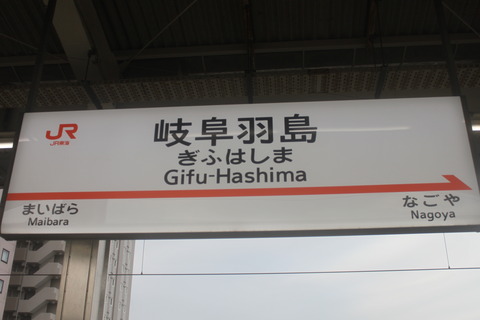 JR
JR東海
岐阜羽島
ぎふはしま
Gifu-Hashima
まいばら
Maibara
なごや
Nagoya